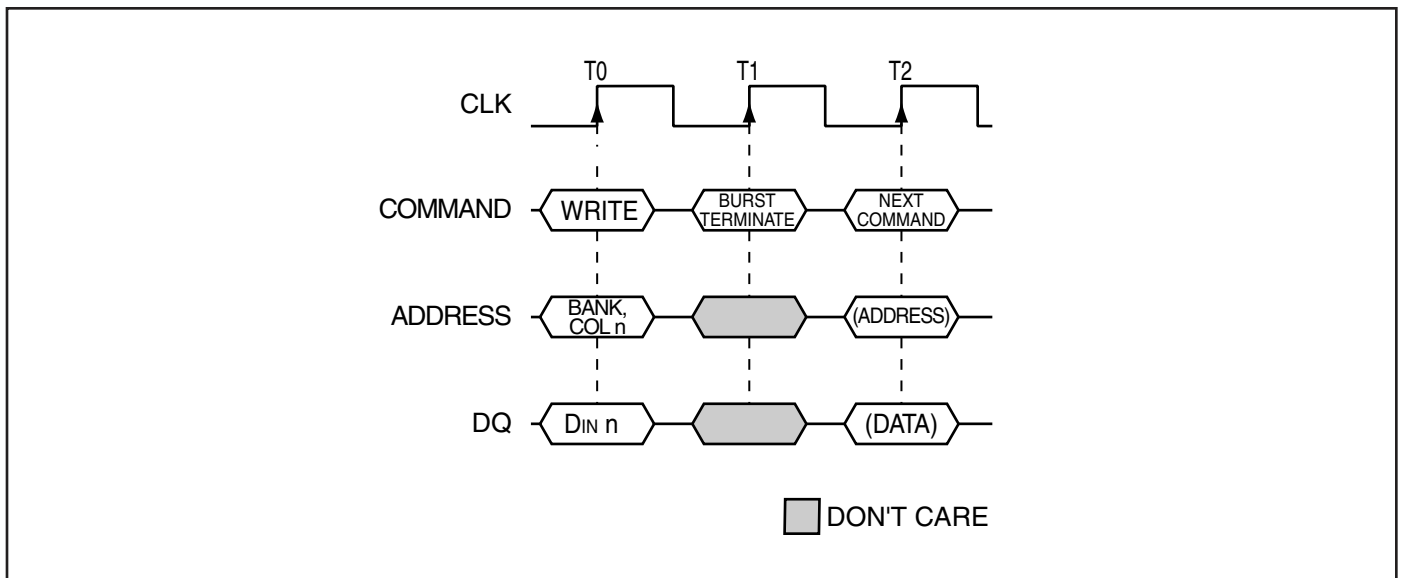 T0 T1 T2
CLK
COMMAND WRITE BURST TERMINATE NEXT COMMAND
ADDRESS BANK, COL n (ADDRESS)
DQ DIN n (DATA)
DON'T CARE